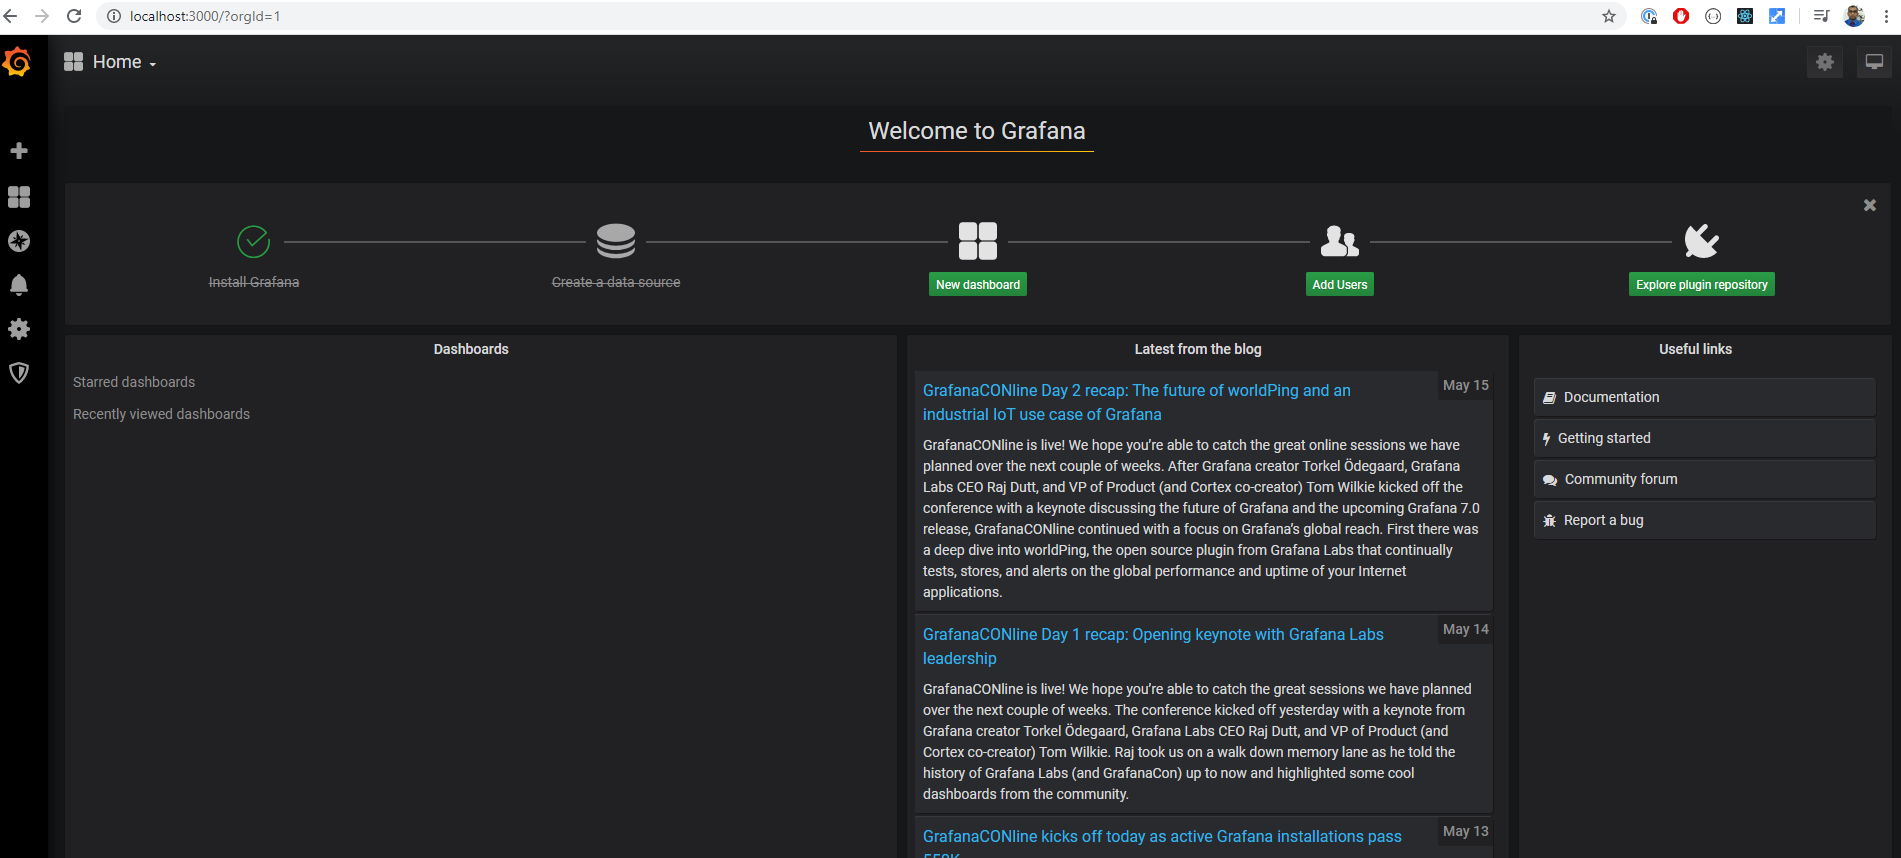 localhost:3000/?orgId=1
Home
Welcome to Grafana
Install Grafana
Create a data source
New dashboard
Add Users
Explore plugin repository
Dashboards
Starred dashboards
Recently viewed dashboards
Latest from the blog
GrafanaCONline Day 2 recap: The future of worldPing and an
industrial IoT use case of Grafana
May 15
GrafanaCONline is live! We hope you’re able to catch the great online sessions we have
planned over the next couple of weeks. After Grafana creator Torkel Ödegaard, Grafana
Labs CEO Raj Dutt, and VP of Product (and Cortex co-creator) Tom Wilkie kicked off the
conference with a keynote discussing the future of Grafana and the upcoming Grafana 7.0
release, GrafanaCONline continued with a focus on Grafana’s global reach. First there was
a deep dive into worldPing, the open source plugin from Grafana Labs that continually
tests, stores, and alerts on the global performance and uptime of your Internet
applications.
GrafanaCONline Day 1 recap: Opening keynote with Grafana Labs
leadership
May 14
GrafanaCONline is live! We hope you’re able to catch the great sessions we have planned
over the next couple of weeks. The conference kicked off yesterday with a keynote from
Grafana creator Torkel Ödegaard, Grafana Labs CEO Raj Dutt, and VP of Product (and
Cortex co-creator) Tom Wilkie. Raj took us on a walk down memory lane as he told the
history of Grafana Labs (and GrafanaCon) up to now and highlighted some cool
dashboards from the community.
GrafanaCONline kicks off today as active Grafana installations pass
May 13
Useful links
Documentation
Getting started
Community forum
Report a bug